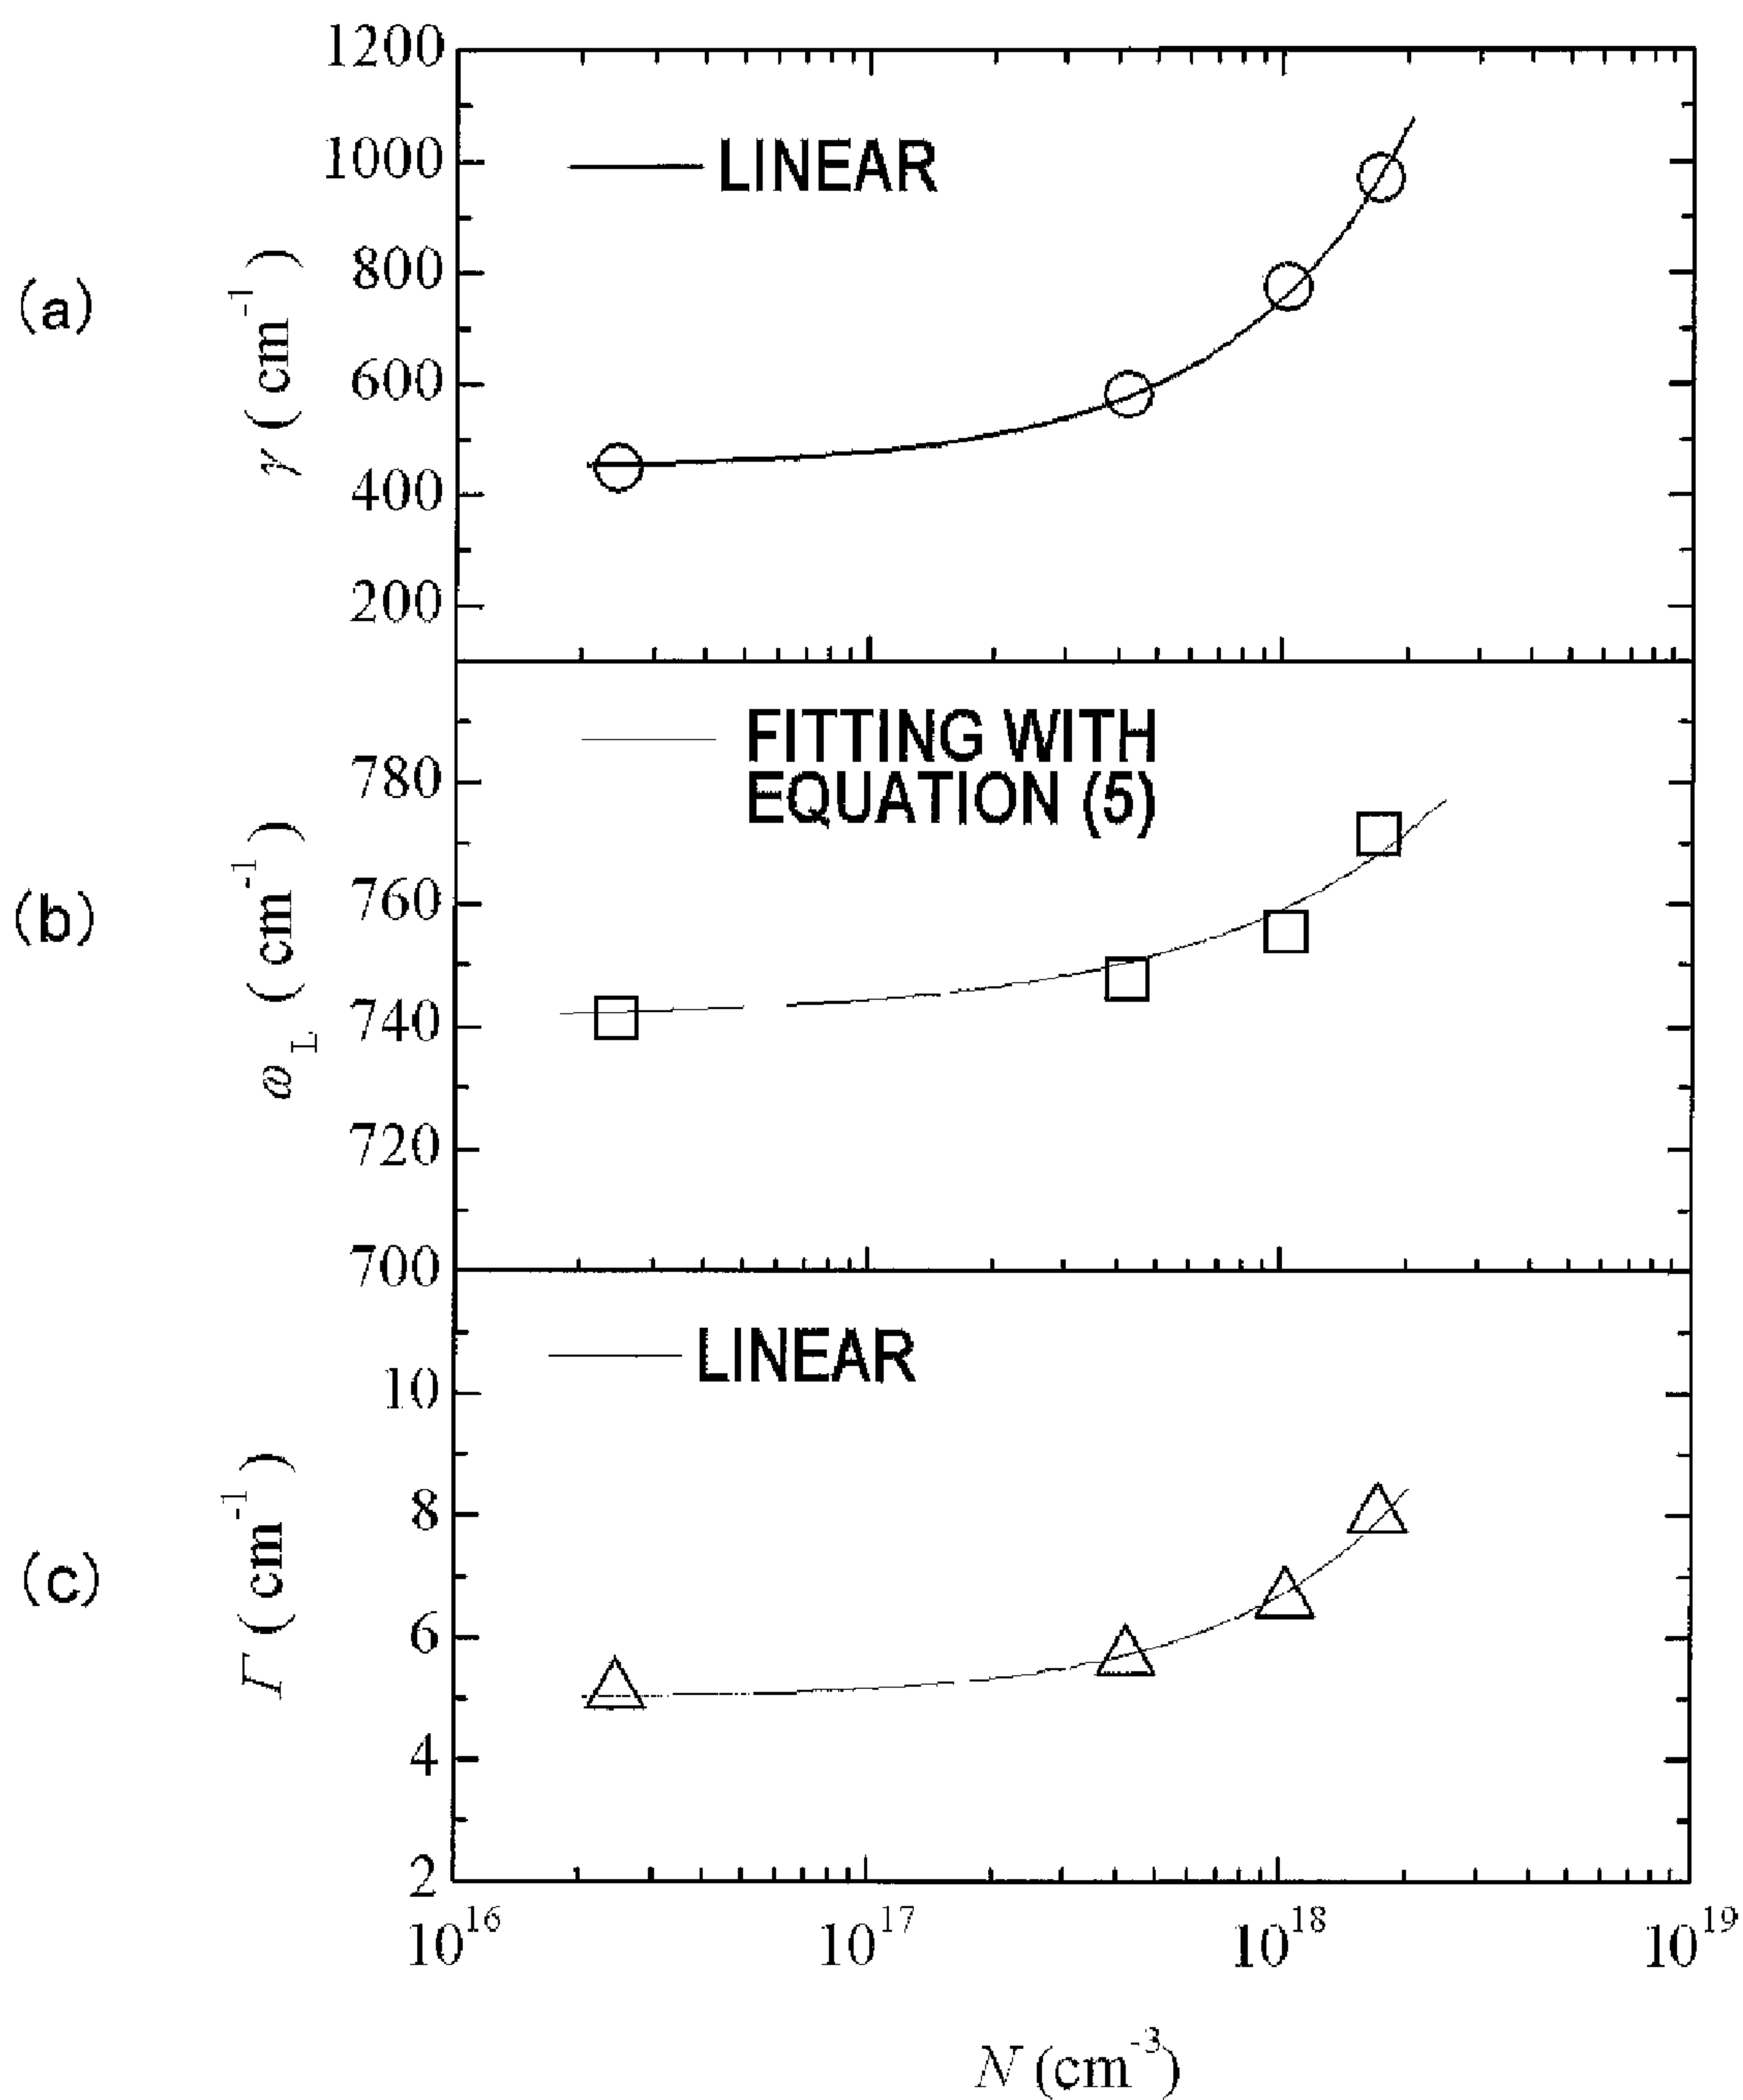 (a)
γ ( cm⁻¹ )
1200
1000
800
600
400
200
LINEAR
(b)
ω_L ( cm⁻¹ )
780
760
740
720
700
FITTING WITH
EQUATION (5)
(c)
Γ ( cm⁻¹ )
10
8
6
4
2
LINEAR
10¹⁶ 10¹⁷ 10¹⁸ 10¹⁹
N (cm⁻³)